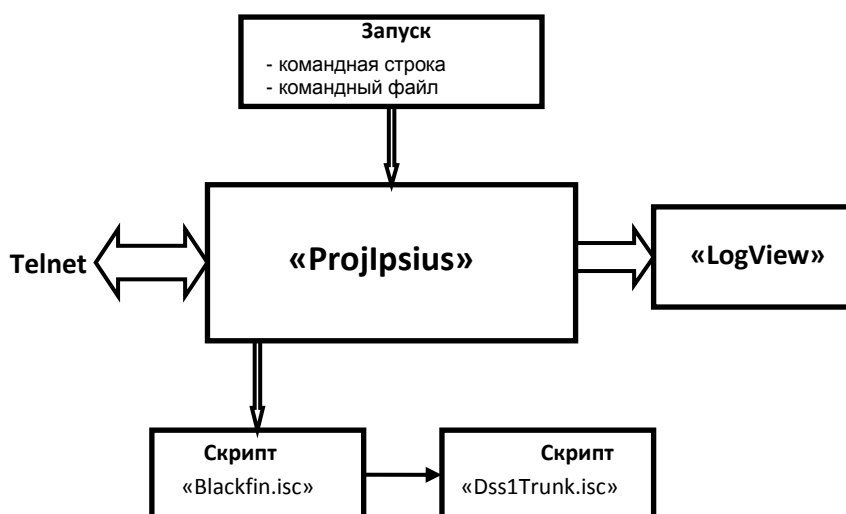 Запуск
- командная строка
- командный файл
Telnet
«ProjIpsius»
«LogView»
Скрипт
«Blackfin.isc»
Скрипт
«Dss1Trunk.isc»